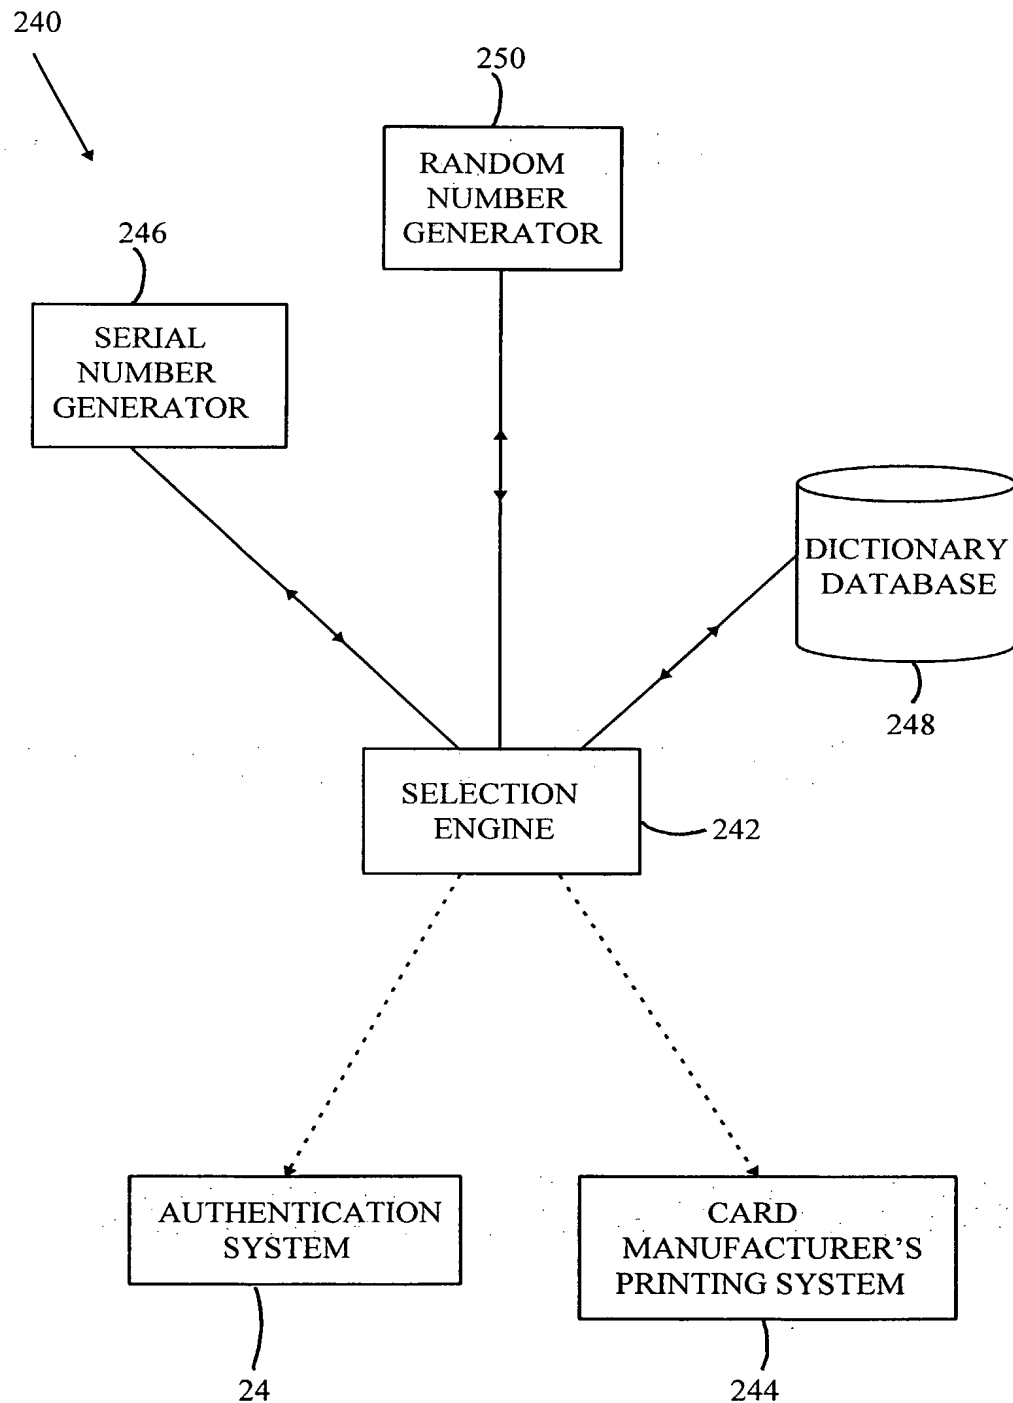 240
250
RANDOM
NUMBER
GENERATOR
246
SERIAL
NUMBER
GENERATOR
DICTIONARY
DATABASE
248
SELECTION
ENGINE
242
AUTHENTICATION
SYSTEM
24
CARD
MANUFACTURER'S
PRINTING SYSTEM
244